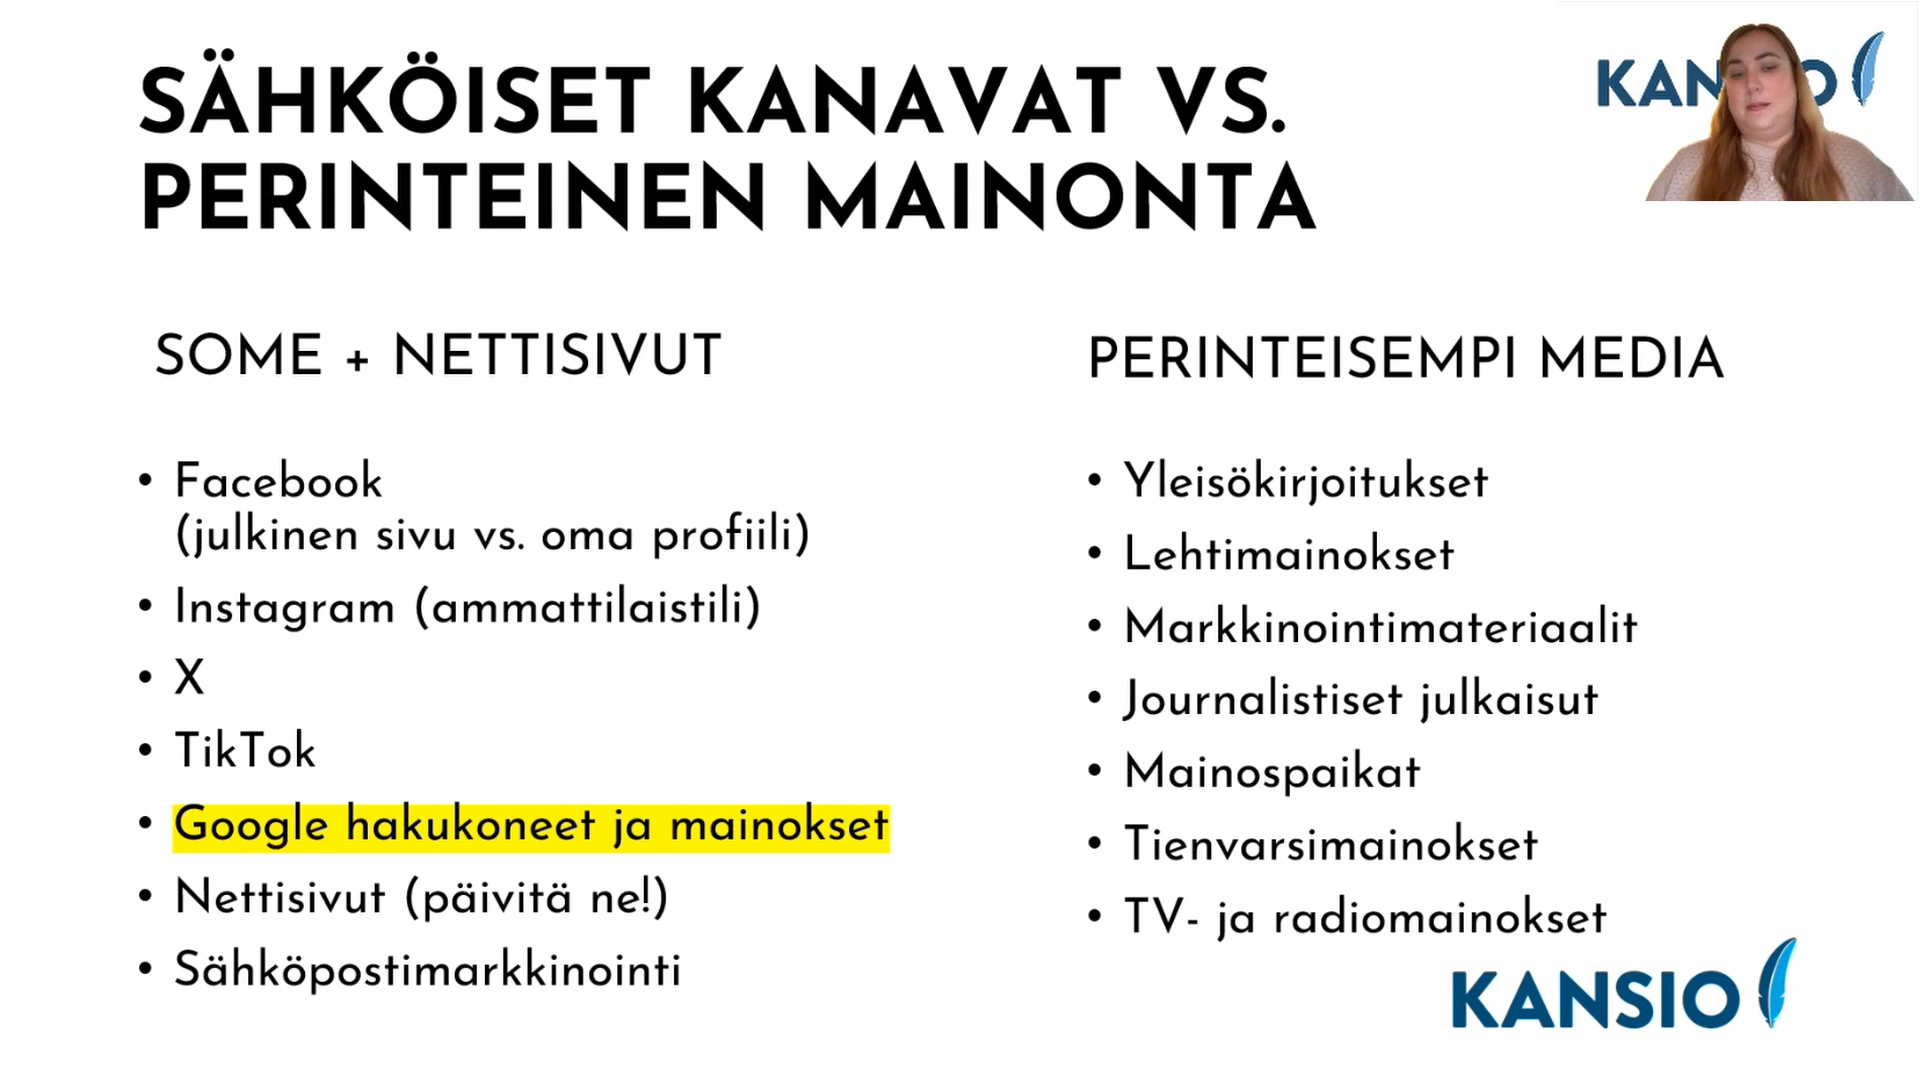 SÄHKÖISET KANAVAT VS.
PERINTEINEN MAINONTA
SOME + NETTISIVUT
• Facebook
(julkinen sivu vs. oma profiili)
• Instagram (ammattilaistili)
• X
• TikTok
• Google hakukoneet ja mainokset
• Nettisivut (päivitä ne!)
• Sähköpostimarkkinointi
PERINTEISEMPI MEDIA
• Yleisökirjoitukset
• Lehtimainokset
• Markkinointimateriaalit
• Journalistiset julkaisut
• Mainospaikat
• Tienvarsimainokset
• TV- ja radiomainokset
KANSIO